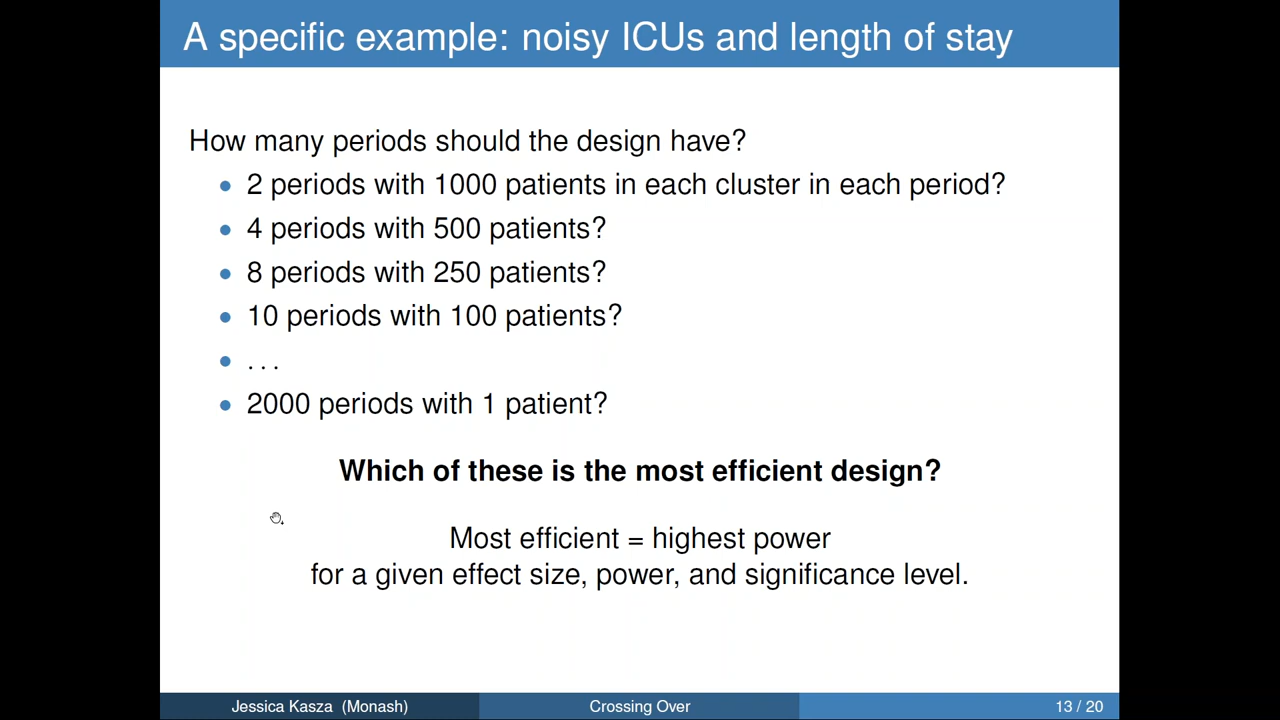 A specific example: noisy ICUs and length of stay
How many periods should the design have?
• 2 periods with 1000 patients in each cluster in each period?
• 4 periods with 500 patients?
• 8 periods with 250 patients?
• 10 periods with 100 patients?
• . . .
• 2000 periods with 1 patient?
Which of these is the most efficient design?
Most efficient = highest power
for a given effect size, power, and significance level.
Jessica Kasza (Monash)
Crossing Over
13 / 20